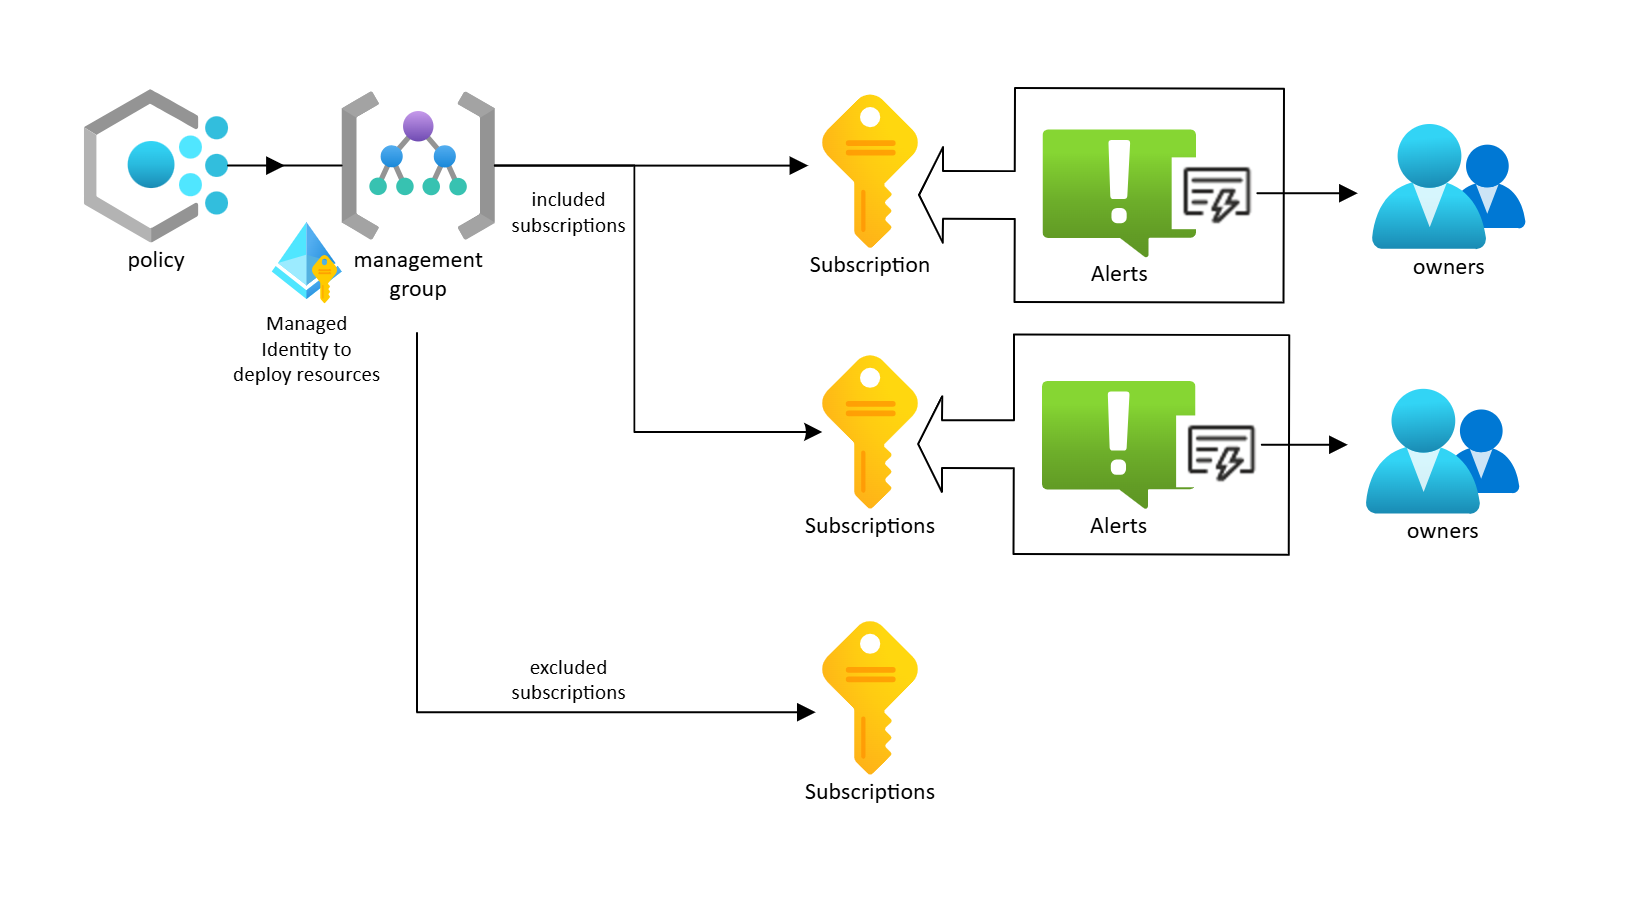 policy
Managed
Identity to
deploy resources
management
group
included
subscriptions
Subscription
Alerts
owners
Subscriptions
Alerts
owners
excluded
subscriptions
Subscriptions